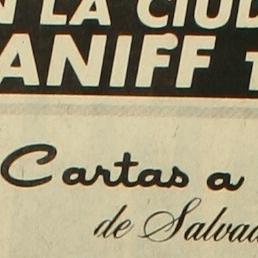 LA CIUD
ANIFF
Cartas a
de Salvad